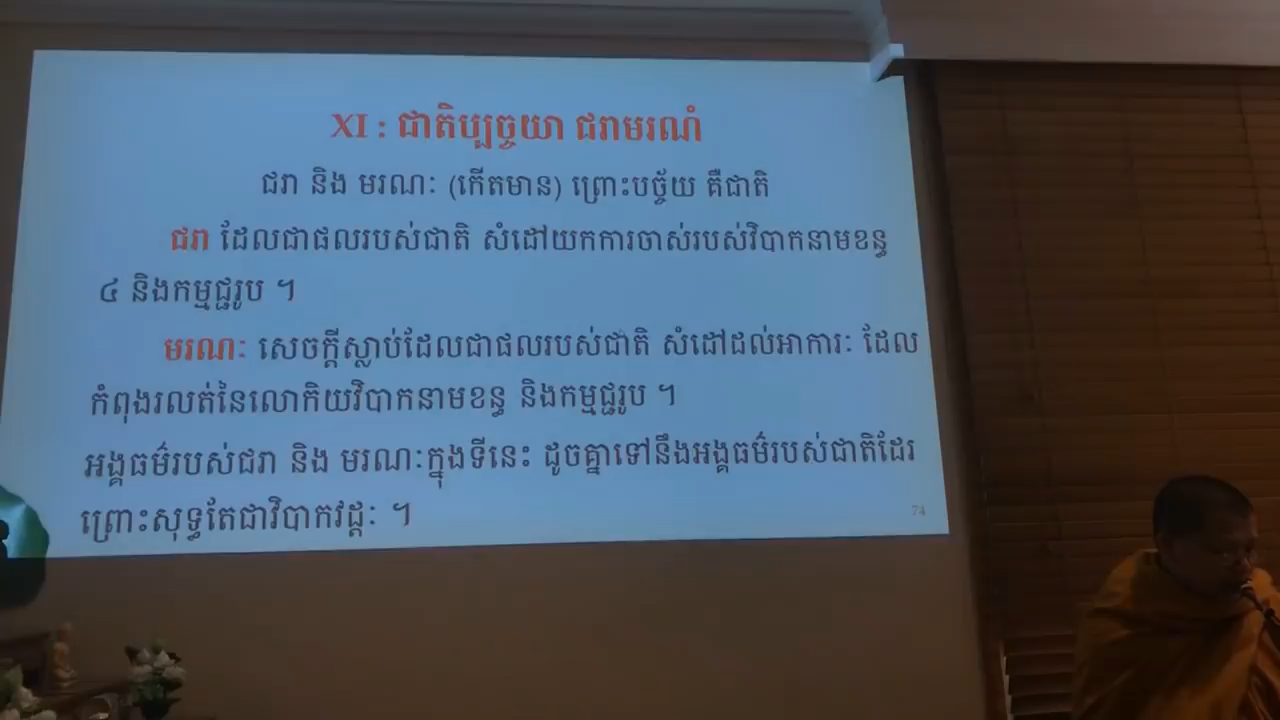 XI : ជាតិប្បច្ចយា ជរាមរណំ
ជរា និង មរណៈ (កើតមាន) ព្រោះបច្ច័យ គឺជាតិ
ជរា ដែលជាផលរបស់ជាតិ សំដៅយកការចាស់របស់វិបាកនាមខន្ធ
៤ និងកម្មជ្ជរូប ។
មរណៈ សេចក្តីស្លាប់ដែលជាផលរបស់ជាតិ សំដៅដល់អាការៈ ដែល
កំពុងរលត់នៃលោកិយវិបាកនាមខន្ធ និងកម្មជ្ជរូប ។
អង្គធម៌របស់ជរា និង មរណៈក្នុងទីនេះ ដូចគ្នាទៅនឹងអង្គធម៌របស់ជាតិដែរ
ព្រោះសុទ្ធតែជាវិបាកវដ្តៈ ។
74